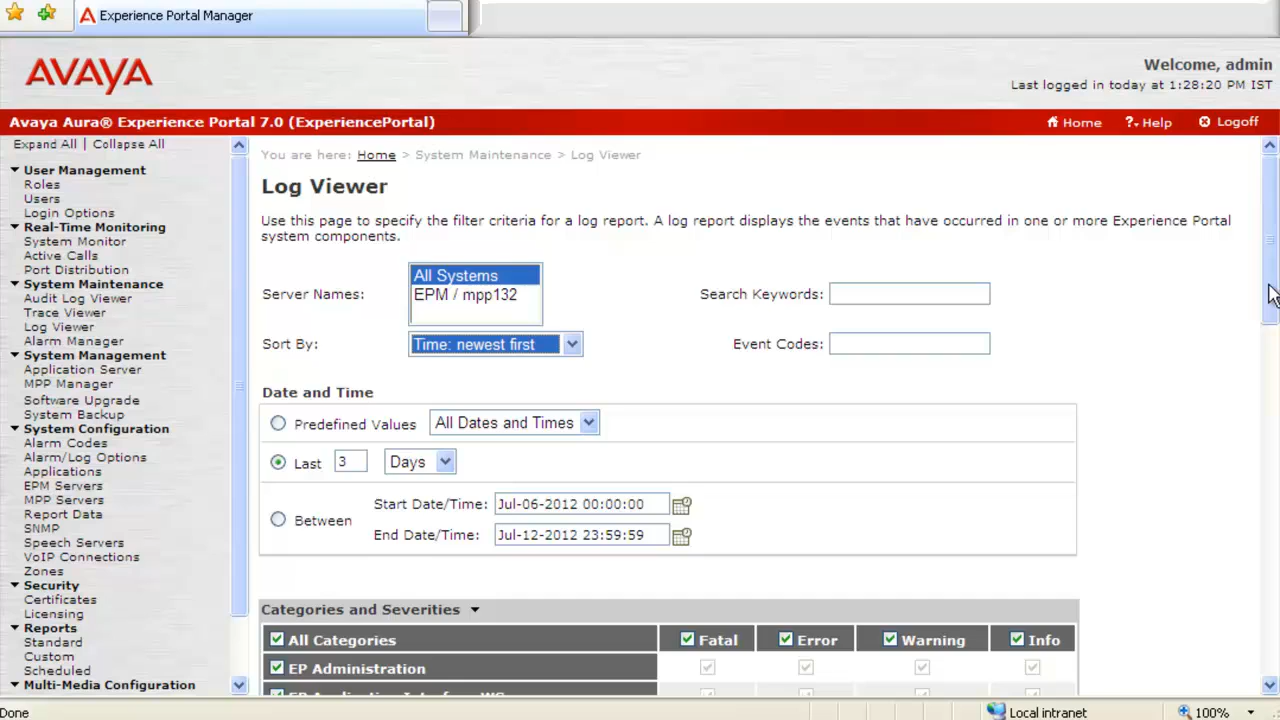 Experience Portal Manager
AVAYA
Welcome, admin
Last logged in today at 1:28:20 PM IST
Avaya Aura® Experience Portal 7.0 (ExperiencePortal)
Home
?. Help
Logoff
Expand All | Collapse All
User Management
Roles
Users
Login Options
Real-Time Monitoring
System Monitor
Active Calls
Port Distribution
System Maintenance
Audit Log Viewer
Trace Viewer
Log Viewer
Alarm Manager
System Management
Application Server
MPP Manager
Software Upgrade
System Backup
System Configuration
Alarm Codes
Alarm/Log Options
Applications
EPM Servers
MPP Servers
Report Data
SNMP
Speech Servers
VoIP Connections
Zones
Security
Certificates
Licensing
Reports
Standard
Custom
Scheduled
Multi-Media Configuration
You are here: Home > System Maintenance > Log Viewer
Log Viewer
Use this page to specify the filter criteria for a log report. A log report displays the events that have occurred in one or more Experience Portal
system components.
Server Names:
All Systems
EPM / mpp132
Search Keywords:
Sort By:
Time: newest first
Event Codes:
Date and Time
Predefined Values
All Dates and Times
Last 3 Days
Between
Start Date/Time: Jul-06-2012 00:00:00
End Date/Time: Jul-12-2012 23:59:59
Categories and Severities
All Categories
Fatal
Error
Warning
Info
EP Administration
Done
Local intranet
100%